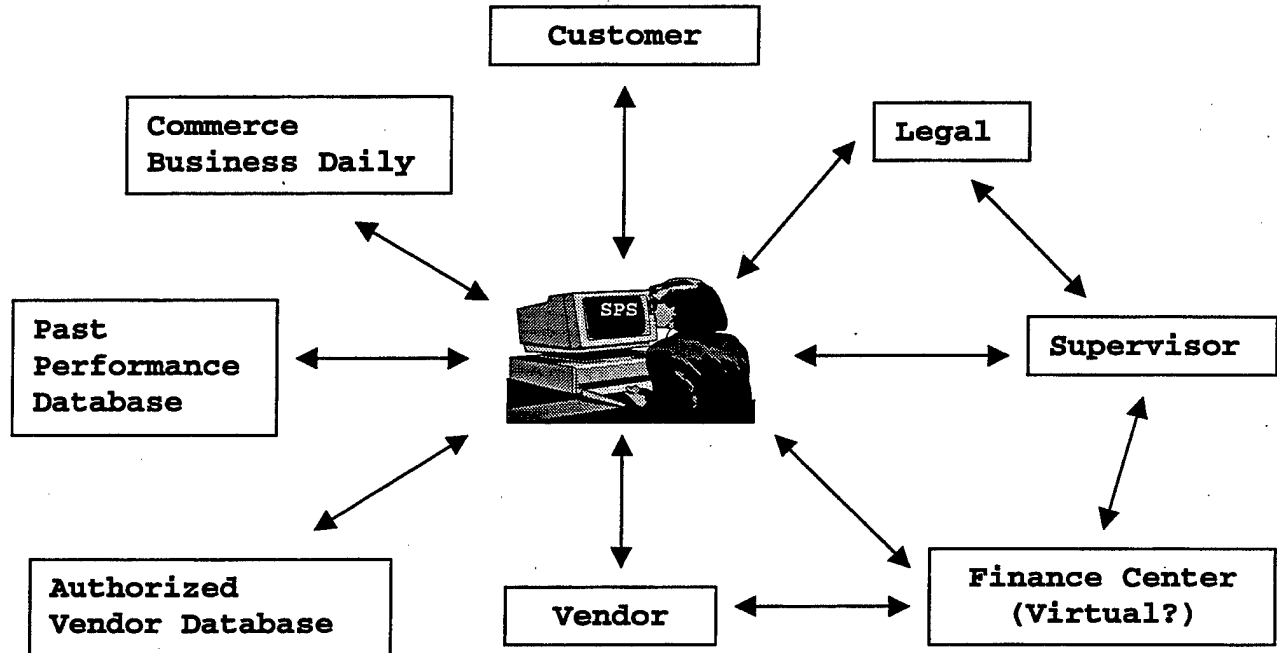 Customer
Commerce
Business Daily
Legal
SPS
Past
Performance
Database
Supervisor
Authorized
Vendor Database
Vendor
Finance Center
(Virtual?)